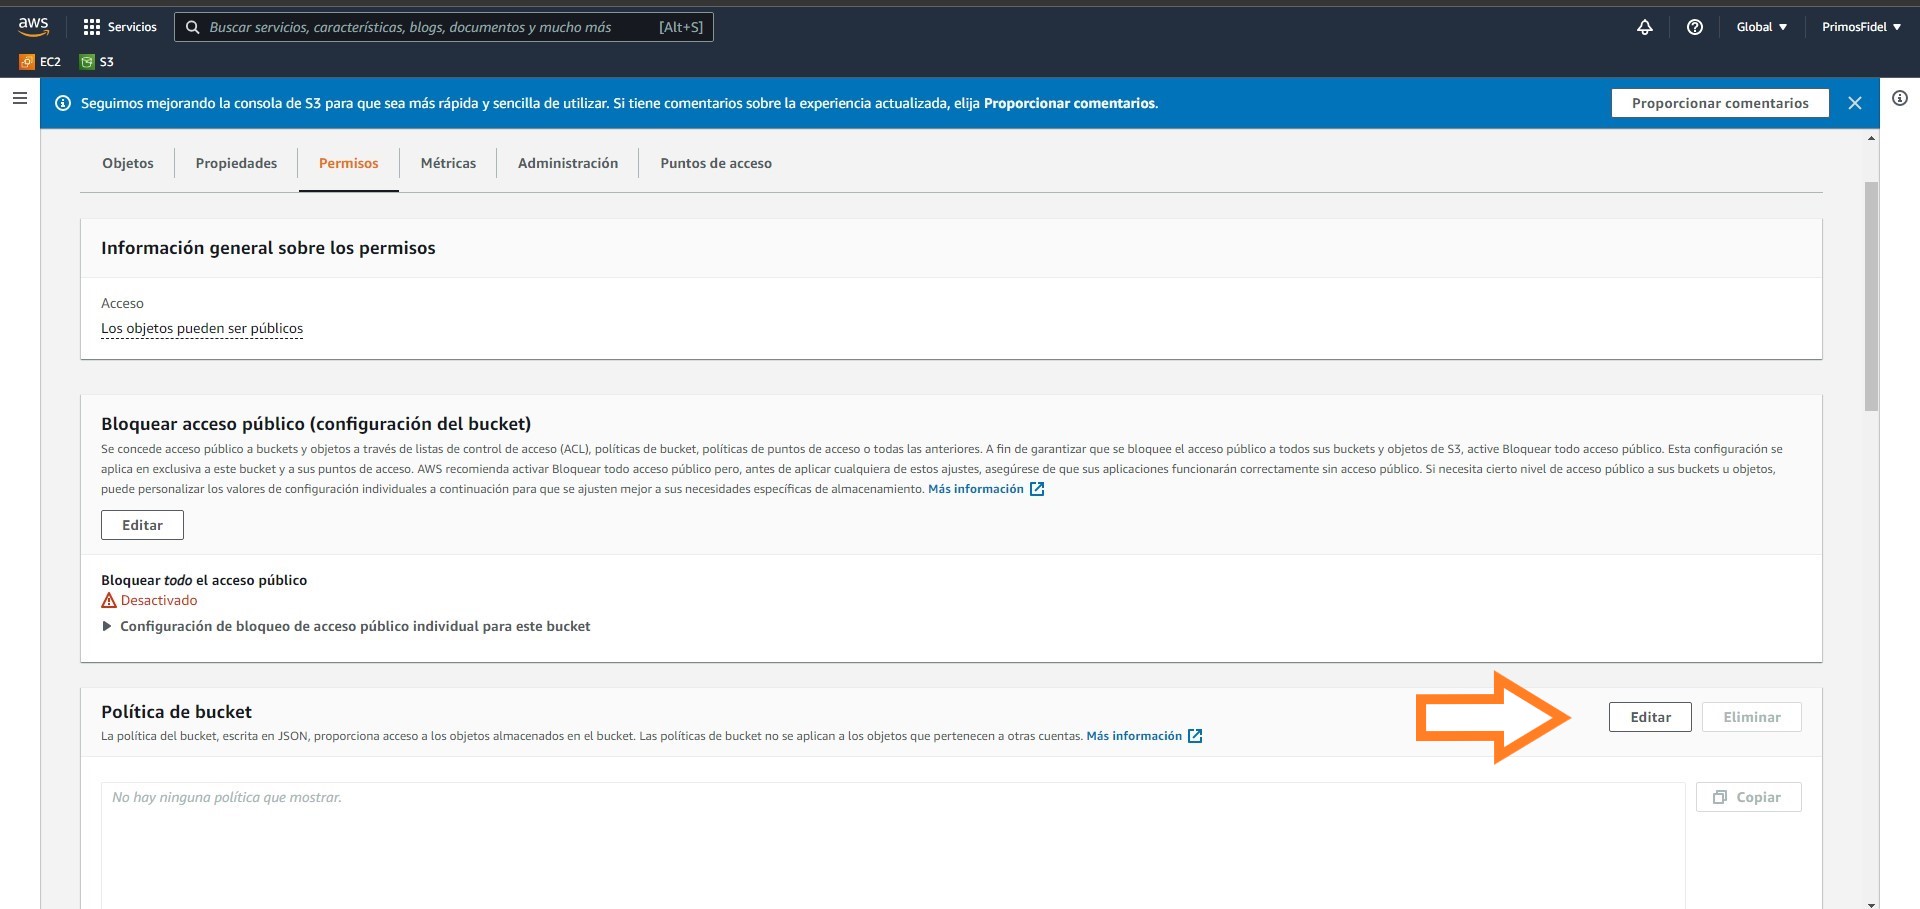 aws
Servicios
Buscar servicios, características, blogs, documentos y mucho más [Alt+S]
Global
PrimosFidel
EC2
S3
Seguimos mejorando la consola de S3 para que sea más rápida y sencilla de utilizar. Si tiene comentarios sobre la experiencia actualizada, elija Proporcionar comentarios.
Proporcionar comentarios
Objetos
Propiedades
Permisos
Métricas
Administración
Puntos de acceso
Información general sobre los permisos
Acceso
Los objetos pueden ser públicos
Bloquear acceso público (configuración del bucket)
Se concede acceso público a buckets y objetos a través de listas de control de acceso (ACL), políticas de bucket, políticas de puntos de acceso o todas las anteriores. A fin de garantizar que se bloquee el acceso público a todos sus buckets y objetos de S3, active Bloquear todo acceso público. Esta configuración se
aplica en exclusiva a este bucket y a sus puntos de acceso. AWS recomienda activar Bloquear todo acceso público pero, antes de aplicar cualquiera de estos ajustes, asegúrese de que sus aplicaciones funcionarán correctamente sin acceso público. Si necesita cierto nivel de acceso público a sus buckets u objetos,
puede personalizar los valores de configuración individuales a continuación para que se ajusten mejor a sus necesidades específicas de almacenamiento. Más información
Editar
Bloquear todo el acceso público
Desactivado
Configuración de bloqueo de acceso público individual para este bucket
Política de bucket
La política del bucket, escrita en JSON, proporciona acceso a los objetos almacenados en el bucket. Las políticas de bucket no se aplican a los objetos que pertenecen a otras cuentas. Más información
Editar
Eliminar
No hay ninguna política que mostrar.
Copiar